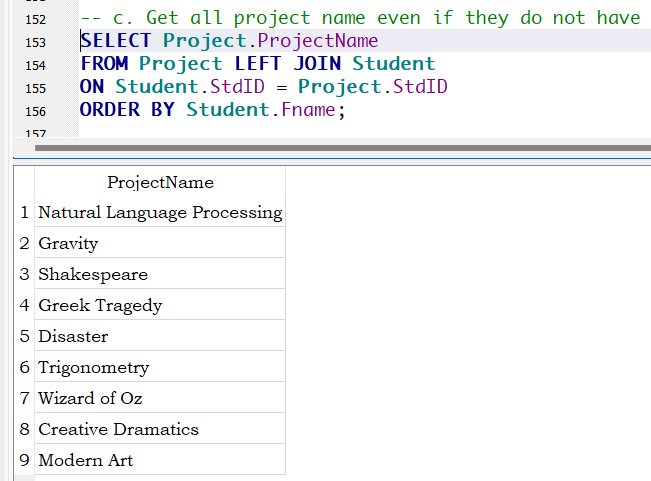 152 -- c. Get all project name even if they do not have
153 SELECT Project.ProjectName
154 FROM Project LEFT JOIN Student
155 ON Student.StdID = Project.StdID
156 ORDER BY Student.Fname;
157
ProjectName
1 Natural Language Processing
2 Gravity
3 Shakespeare
4 Greek Tragedy
5 Disaster
6 Trigonometry
7 Wizard of Oz
8 Creative Dramatics
9 Modern Art